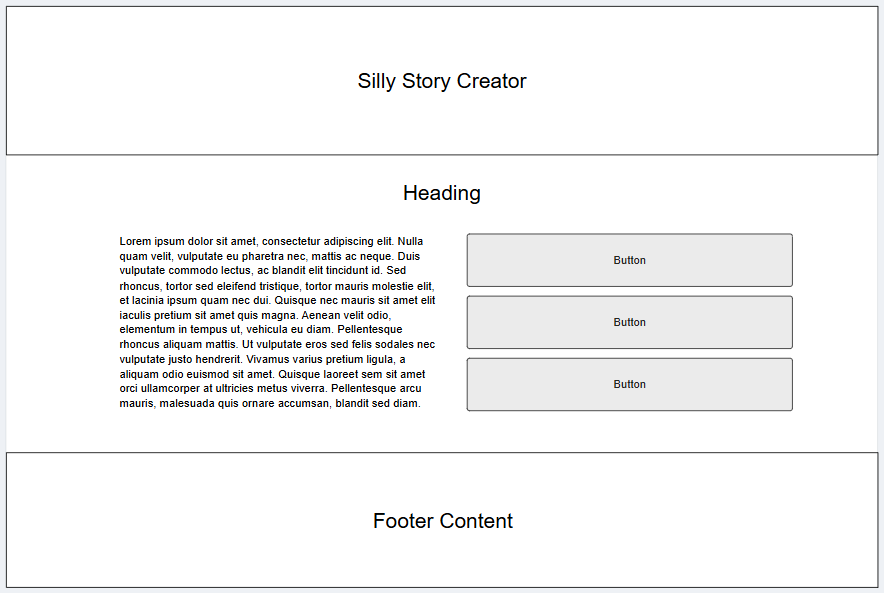 Silly Story Creator
Heading
Lorem ipsum dolor sit amet, consectetur adipiscing elit. Nulla
quam velit, vulputate eu pharetra nec, mattis ac neque. Duis
vulputate commodo lectus, ac blandit elit tincidunt id. Sed
rhoncus, tortor sed eleifend tristique, tortor mauris molestie elit,
et lacinia ipsum quam nec dui. Quisque nec mauris sit amet elit
iaculis pretium sit amet quis magna. Aenean velit odio,
elementum in tempus ut, vehicula eu diam. Pellentesque
rhoncus aliquam mattis. Ut vulputate eros sed felis sodales nec
vulputate justo hendrerit. Vivamus varius pretium ligula, a
aliquam odio euismod sit amet. Quisque laoreet sem sit amet
orci ullamcorper at ultricies metus viverra. Pellentesque arcu
mauris, malesuada quis ornare accumsan, blandit sed diam.
Button
Button
Button
Footer Content